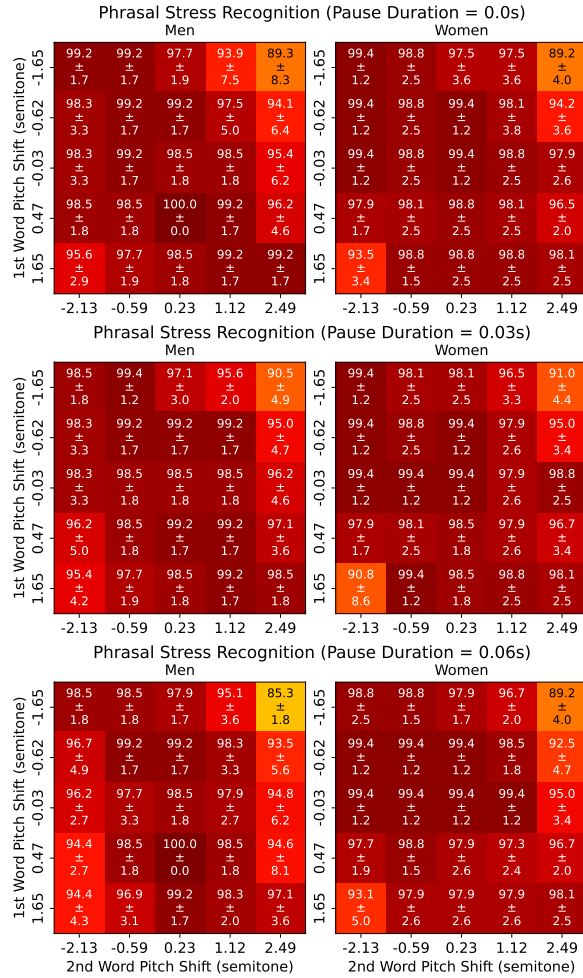 Phrasal Stress Recognition (Pause Duration = 0.0s)
Men
Women
1st Word Pitch Shift (semitone)
-1.65
99.2 ± 1.7
99.2 ± 1.7
97.7 ± 1.9
93.9 ± 7.5
89.3 ± 8.3
99.4 ± 1.2
98.8 ± 2.5
97.5 ± 3.6
97.5 ± 3.6
89.2 ± 4.0
-0.62
98.3 ± 3.3
99.2 ± 1.7
99.2 ± 1.7
97.5 ± 5.0
94.1 ± 6.4
99.4 ± 1.2
98.8 ± 2.5
99.4 ± 1.2
98.1 ± 3.8
94.2 ± 3.6
-0.03
98.3 ± 3.3
99.2 ± 1.7
98.5 ± 1.8
98.5 ± 1.8
95.4 ± 6.2
99.4 ± 1.2
98.8 ± 2.5
99.4 ± 1.2
98.8 ± 2.5
97.9 ± 2.6
0.47
98.5 ± 1.8
98.5 ± 1.8
100.0 ± 0.0
99.2 ± 1.7
96.2 ± 4.6
97.9 ± 1.7
98.1 ± 2.5
98.8 ± 2.5
98.1 ± 2.5
96.5 ± 2.0
1.65
95.6 ± 2.9
97.7 ± 1.9
98.5 ± 1.8
99.2 ± 1.7
99.2 ± 1.7
93.5 ± 3.4
98.8 ± 1.5
98.8 ± 2.5
98.8 ± 2.5
98.1 ± 2.5
-2.13 -0.59 0.23 1.12 2.49
-2.13 -0.59 0.23 1.12 2.49
Phrasal Stress Recognition (Pause Duration = 0.03s)
Men
Women
1st Word Pitch Shift (semitone)
-1.65
98.5 ± 1.8
99.4 ± 1.2
97.1 ± 3.0
95.6 ± 2.0
90.5 ± 4.9
99.4 ± 1.2
98.1 ± 2.5
98.1 ± 2.5
96.5 ± 3.3
91.0 ± 4.4
-0.62
98.3 ± 3.3
99.2 ± 1.7
99.2 ± 1.7
99.2 ± 1.7
95.0 ± 4.7
99.4 ± 1.2
98.8 ± 2.5
99.4 ± 1.2
97.9 ± 2.6
95.0 ± 3.4
-0.03
98.3 ± 3.3
98.5 ± 1.8
98.5 ± 1.8
98.5 ± 1.8
96.2 ± 4.6
99.4 ± 1.2
99.4 ± 1.2
99.4 ± 1.2
97.9 ± 2.6
98.8 ± 2.5
0.47
96.2 ± 5.0
98.5 ± 1.8
99.2 ± 1.7
99.2 ± 1.7
97.1 ± 3.6
97.9 ± 1.7
98.1 ± 2.5
98.5 ± 1.8
97.9 ± 2.6
96.7 ± 3.4
1.65
95.4 ± 4.2
97.7 ± 1.9
98.5 ± 1.8
99.2 ± 1.7
98.5 ± 1.8
90.8 ± 8.6
99.4 ± 1.2
98.5 ± 1.8
98.8 ± 2.5
98.1 ± 2.5
-2.13 -0.59 0.23 1.12 2.49
-2.13 -0.59 0.23 1.12 2.49
Phrasal Stress Recognition (Pause Duration = 0.06s)
Men
Women
1st Word Pitch Shift (semitone)
-1.65
98.5 ± 1.8
98.5 ± 1.8
97.9 ± 1.7
95.1 ± 3.6
85.3 ± 1.8
98.8 ± 2.5
98.8 ± 1.5
97.9 ± 1.7
96.7 ± 2.0
89.2 ± 4.0
-0.62
96.7 ± 4.9
99.2 ± 1.7
99.2 ± 1.7
98.3 ± 3.3
93.5 ± 5.6
99.4 ± 1.2
99.4 ± 1.2
99.4 ± 1.2
98.5 ± 1.8
92.5 ± 4.7
-0.03
96.2 ± 2.7
97.7 ± 3.3
98.5 ± 1.8
97.9 ± 2.7
94.8 ± 6.2
99.4 ± 1.2
99.4 ± 1.2
99.4 ± 1.2
99.4 ± 1.2
95.0 ± 3.4
0.47
94.4 ± 2.7
98.5 ± 1.8
100.0 ± 0.0
98.5 ± 1.8
94.6 ± 8.1
97.7 ± 1.9
98.8 ± 1.5
97.9 ± 2.6
97.3 ± 2.4
96.7 ± 2.0
1.65
94.4 ± 4.3
96.9 ± 3.1
99.2 ± 1.7
98.3 ± 2.0
97.1 ± 3.6
93.1 ± 5.0
97.9 ± 2.6
97.9 ± 2.6
97.9 ± 2.6
98.1 ± 2.5
-2.13 -0.59 0.23 1.12 2.49
-2.13 -0.59 0.23 1.12 2.49
2nd Word Pitch Shift (semitone)
2nd Word Pitch Shift (semitone)